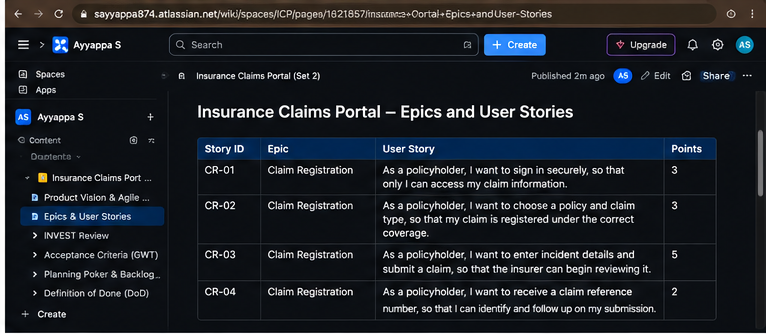 sayyappa874.atlassian.net/wiki/spaces/ICP/pages/1621857/
Ayyappa S
Search
+ Create
Upgrade
AS
Spaces
Apps
Insurance Claims Portal (Set 2)
Published 2m ago
AS
Edit
Share
AS Ayyappa S
Content
Insurance Claims Port ...
Product Vision & Agile ...
Epics & User Stories
INVEST Review
Acceptance Criteria (GWT)
Planning Poker & Backlog...
Definition of Done (DoD)
+ Create
Insurance Claims Portal – Epics and User Stories
Story ID Epic User Story Points
CR-01 Claim Registration As a policyholder, I want to sign in securely, so that 3
only I can access my claim information.
CR-02 Claim Registration As a policyholder, I want to choose a policy and claim 3
type, so that my claim is registered under the correct
coverage.
CR-03 Claim Registration As a policyholder, I want to enter incident details and 5
submit a claim, so that the insurer can begin reviewing it.
CR-04 Claim Registration As a policyholder, I want to receive a claim reference 2
number, so that I can identify and follow up on my submission.